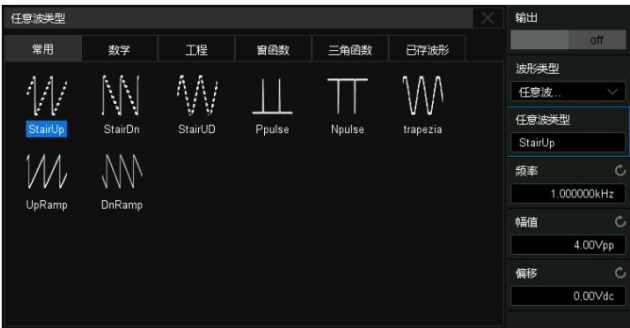 任意波类型
常用 数学 工程 窗函数 三角函数 已存波形
StairUp StairDn StairUD Ppulse Npulse trapezia
UpRamp DnRamp
输出
off
波形类型
任意波...
任意波类型
StairUp
频率
1.000000kHz
幅值
4.00Vpp
偏移
0.00Vdc